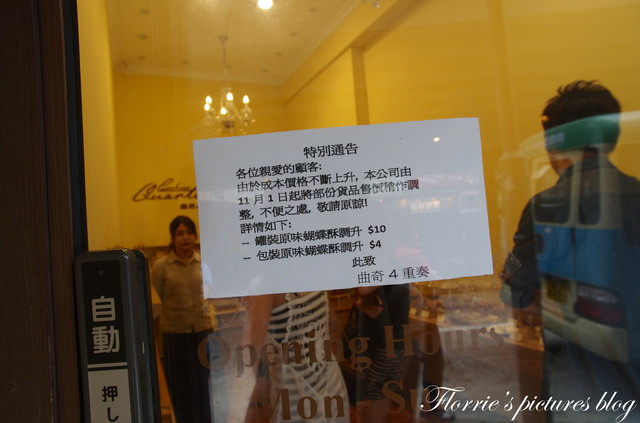 特別通告
各位親愛的顧客:
由於成本價格不斷上升, 本公司由
11 月 1 日起將部份貨品售價稍作調
整, 不便之處, 敬請原諒!
詳情如下:
-- 罐裝原味蝴蝶酥調升 $10
-- 包裝原味蝴蝶酥調升 $4
此致
曲奇 4 重奏
自動
押し
Opening Hours
Mon
Florrie's pictures blog